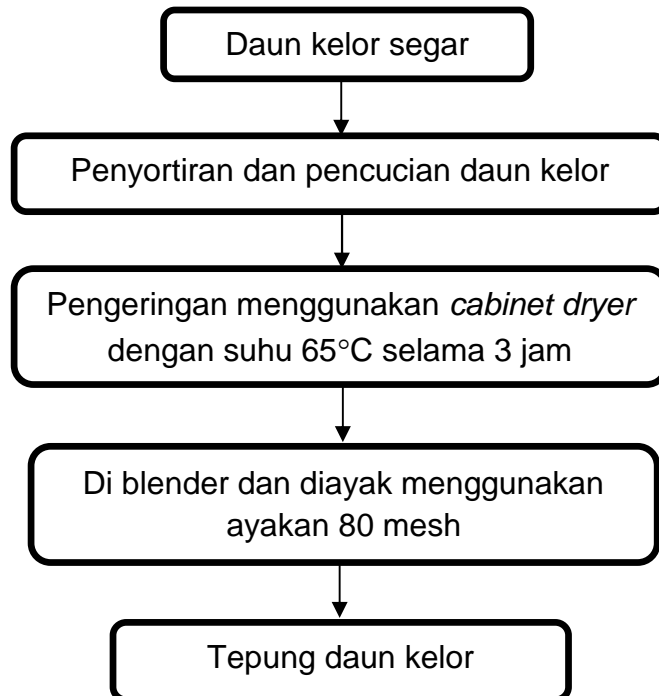 Daun kelor segar
Penyortiran dan pencucian daun kelor
Pengeringan menggunakan cabinet dryer
dengan suhu 65°C selama 3 jam
Di blender dan diayak menggunakan
ayakan 80 mesh
Tepung daun kelor